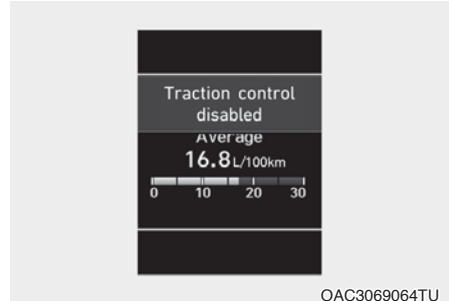 Traction control
disabled
Average
16.8L/100km
0 10 20 30
OAC3069064TU